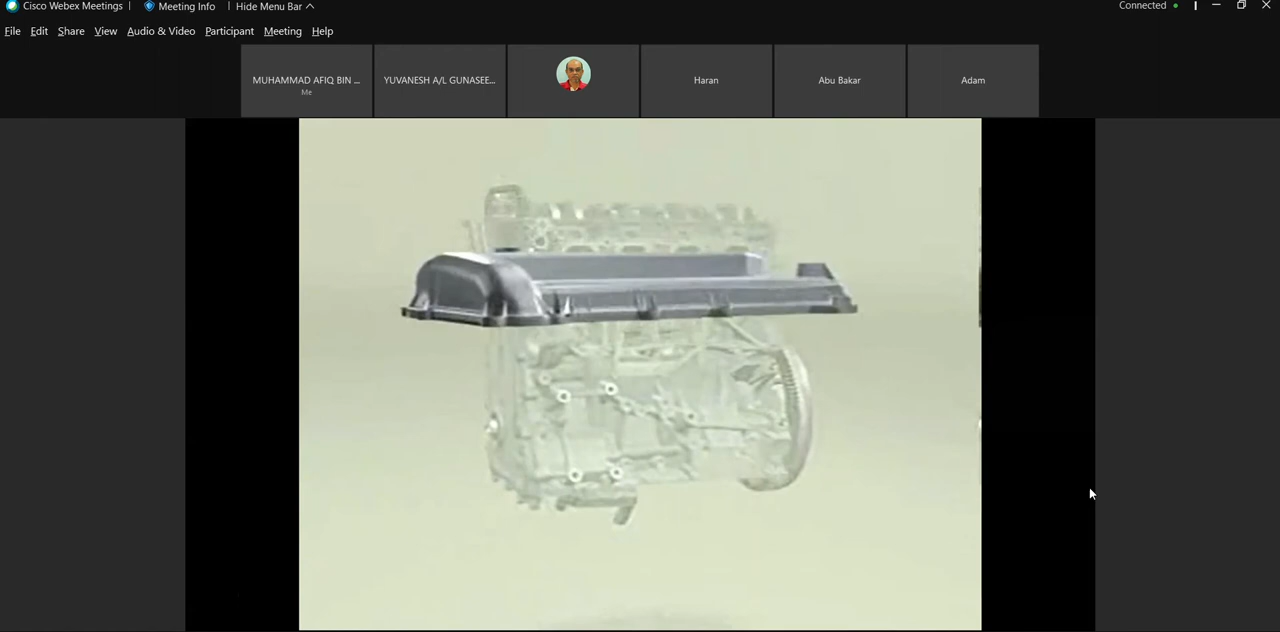 Cisco Webex Meetings | Meeting Info | Hide Menu Bar
Connected
File Edit Share View Audio & Video Participant Meeting Help
MUHAMMAD AFIQ BIN ...
Me
YUVANESH A/L GUNASEE...
Haran
Abu Bakar
Adam